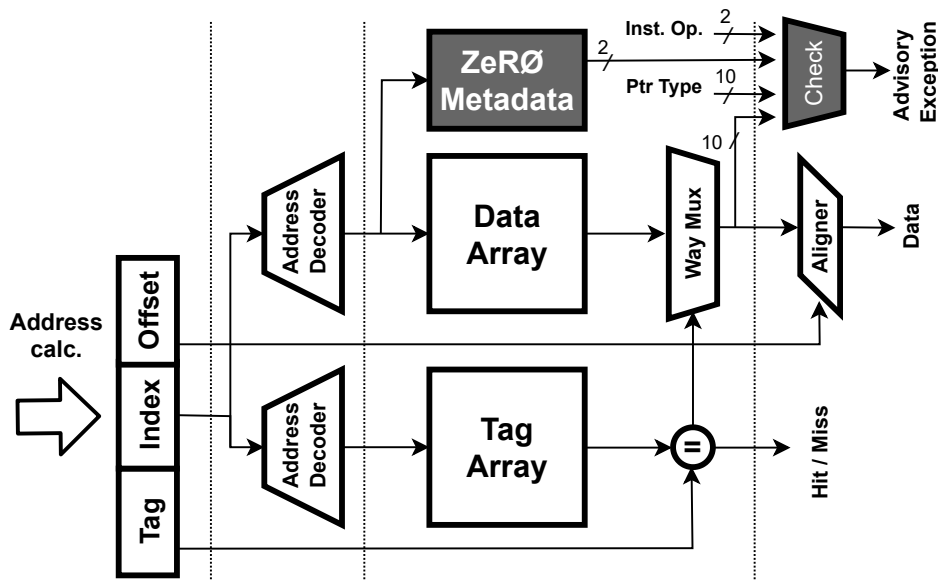 Address
calc.
Offset
Index
Tag
Address
Decoder
Address
Decoder
ZeRØ
Metadata
Data
Array
Tag
Array
2
Inst. Op.
2
Ptr Type
10
10
Way Mux
=
Check
Aligner
Advisory
Exception
Data
Hit / Miss